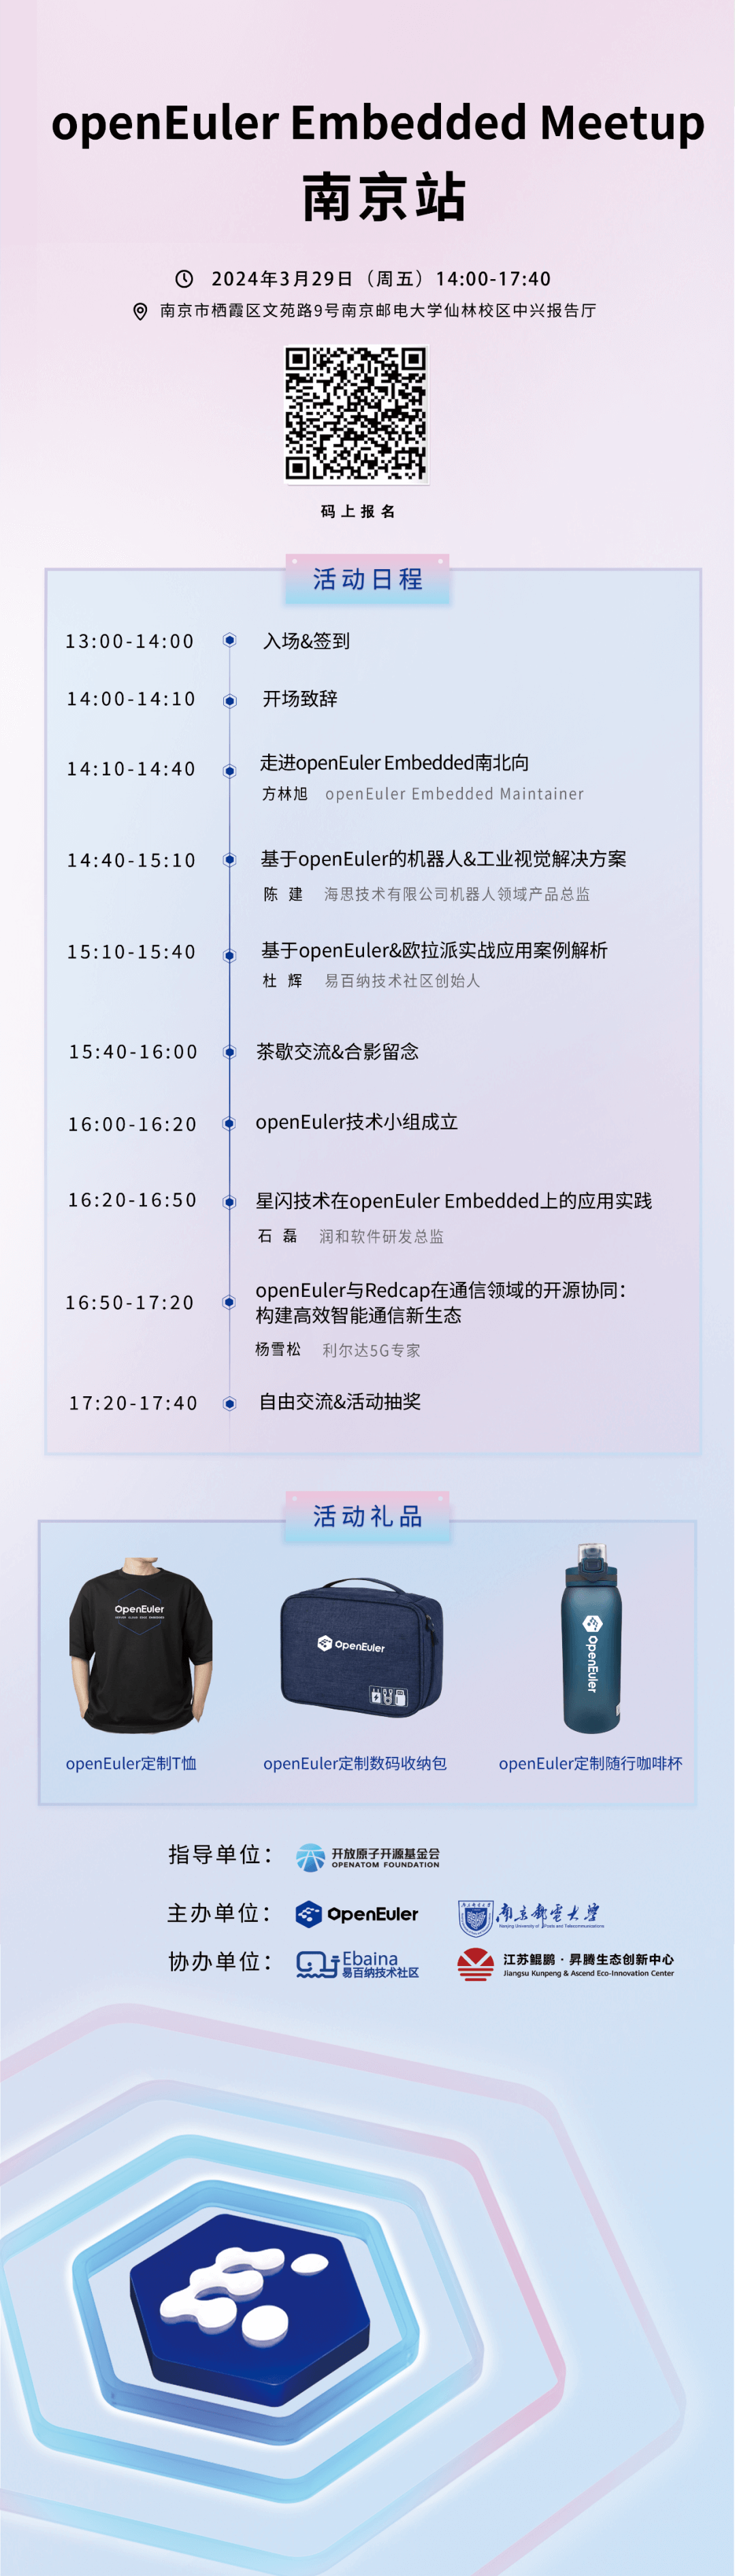 openEuler Embedded Meetup
南京站
2024年3月29日（周五）14:00-17:40
南京市栖霞区文苑路9号南京邮电大学仙林校区中兴报告厅
码上报名
活动日程
13:00-14:00 入场&签到
14:00-14:10 开场致辞
14:10-14:40 走进openEuler Embedded南北向
方林旭 openEuler Embedded Maintainer
14:40-15:10 基于openEuler的机器人&工业视觉解决方案
陈 建 海思技术有限公司机器人领域产品总监
15:10-15:40 基于openEuler&欧拉派实战应用案例解析
杜 辉 易百纳技术社区创始人
15:40-16:00 茶歇交流&合影留念
16:00-16:20 openEuler技术小组成立
16:20-16:50 星闪技术在openEuler Embedded上的应用实践
石 磊 润和软件研发总监
16:50-17:20 openEuler与Redcap在通信领域的开源协同：
构建高效智能通信新生态
杨雪松 利尔达5G专家
17:20-17:40 自由交流&活动抽奖
活动礼品
OpenEuler
OpenEuler
OpenEuler
openEuler定制T恤
openEuler定制数码收纳包
openEuler定制随行咖啡杯
指导单位： 开放原子开源基金会
OPENATOM FOUNDATION
主办单位： OpenEuler 南京邮电大学
Nanjing University of Posts and Telecommunications
协办单位： Ebaina 江苏鲲鹏·昇腾生态创新中心
易百纳技术社区 Jiangsu Kunpeng & Ascend Eco-Innovation Center